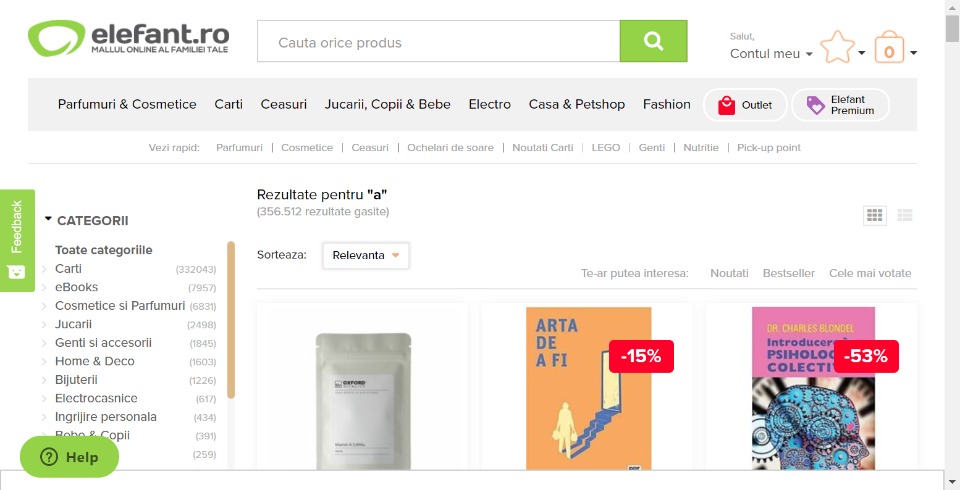 elefant.ro
MALLUL ONLINE AL FAMILIEI TALE
Cauta orice produs
Salut,
Contul meu
0
Parfumuri & Cosmetice
Carti
Ceasuri
Jucarii, Copii & Bebe
Electro
Casa & Petshop
Fashion
Outlet
Elefant
Premium
Vezi rapid:
Parfumuri
Cosmetice
Ceasuri
Ochelari de soare
Noutati Carti
LEGO
Genti
Nutritie
Pick-up point
Feedback
CATEGORII
Toate categoriile
Carti (332043)
eBooks (7957)
Cosmetice si Parfumuri (6831)
Jucarii (2498)
Genti si accesorii (1845)
Home & Deco (1603)
Bijuterii (1226)
Electrocasnice (617)
Ingrijire personala (434)
Bebe & Copii (391)
(259)
Help
Rezultate pentru "a"
(356.512 rezultate gasite)
Sorteaza:
Relevanta
Te-ar putea interesa:
Noutati
Bestseller
Cele mai votate
OXFORD
VITALITY
ARTA
DE
A FI
-15%
DR. CHARLES BLONDEL
COLECTI
-53%